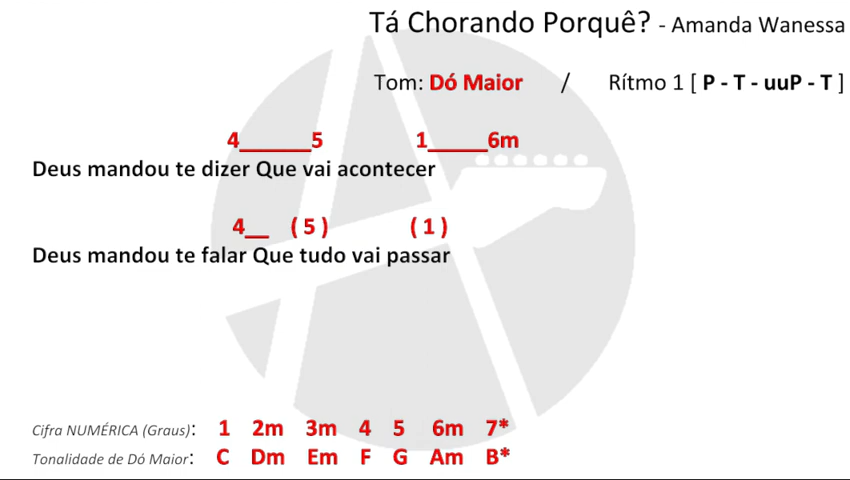 Tá Chorando Porquê? - Amanda Wanessa
Tom: Dó Maior / Rítmo 1 [ P - T - uuP - T ]
4______5 1_____6m
Deus mandou te dizer Que vai acontecer
4__ ( 5 ) ( 1 )
Deus mandou te falar Que tudo vai passar
Cifra NUMÉRICA (Graus): 1 2m 3m 4 5 6m 7*
Tonalidade de Dó Maior: C Dm Em F G Am B*